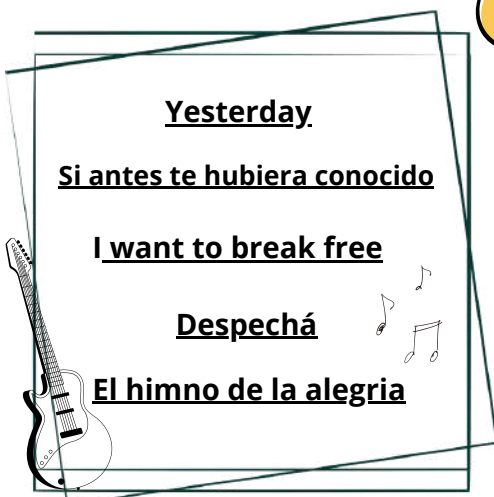 Yesterday
Si antes te hubiera conocido
I want to break free
Despechá
El himno de la alegria